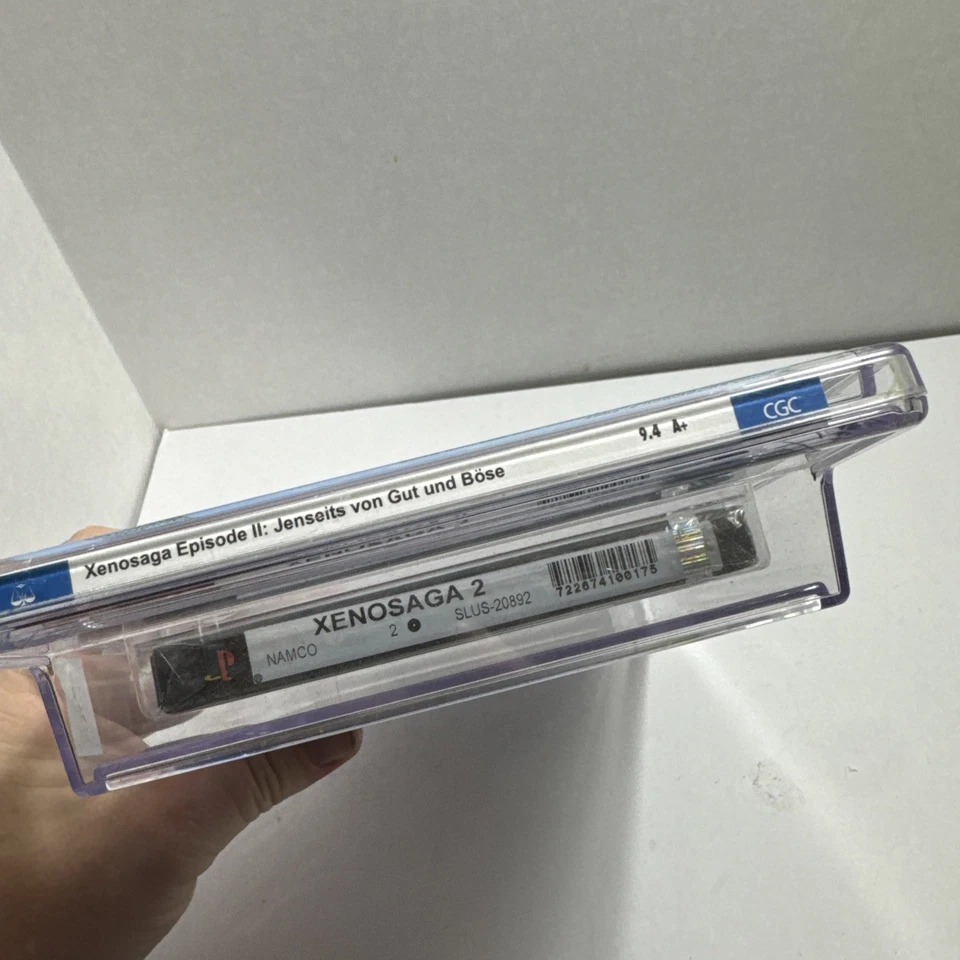 Xenosaga Episode II: Jenseits von Gut und Böse
9.4 A+
CGC
XENOSAGA 2
NAMCO
2
SLUS-20892
722674100175